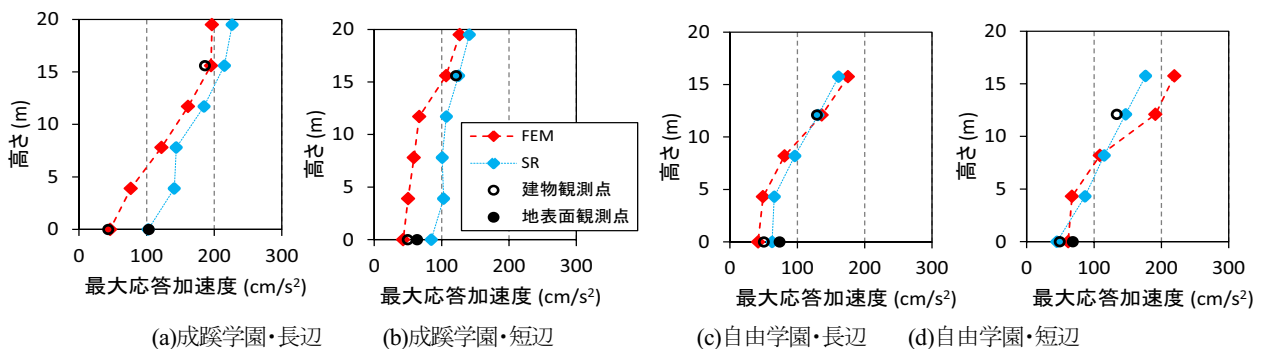 20
15
10
5
0
高さ (m)
0
100
200
300
最大応答加速度 (cm/s²)
(a)成蹊学園・長辺
20
15
10
5
0
高さ (m)
0
100
200
300
最大応答加速度 (cm/s²)
(b)成蹊学園・短辺
FEM
SR
建物観測点
地表面観測点
20
15
10
5
0
高さ (m)
0
100
200
300
最大応答加速度 (cm/s²)
(c)自由学園・長辺
20
15
10
5
0
高さ (m)
0
100
200
300
最大応答加速度 (cm/s²)
(d)自由学園・短辺